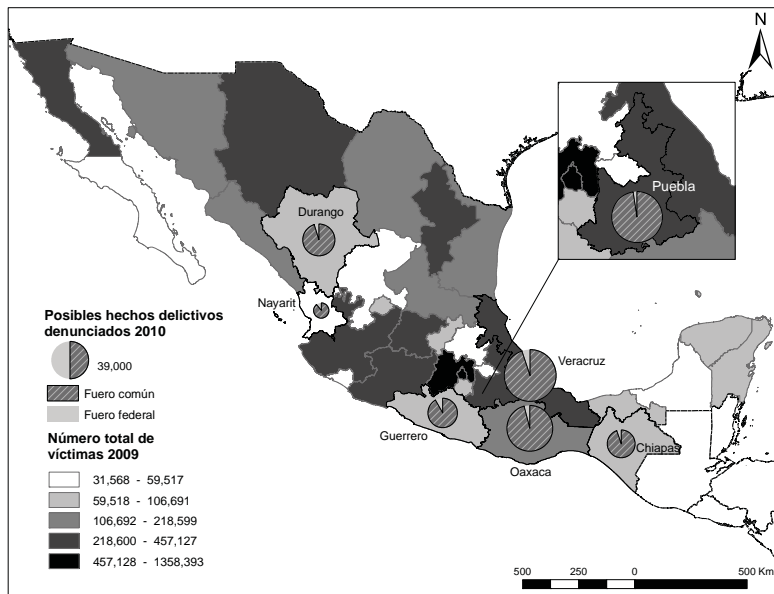 N
Puebla
Durango
Nayarit
Veracruz
Guerrero
Oaxaca
Chiapas
Posibles hechos delictivos
denunciados 2010
39,000
Fuero común
Fuero federal
Número total de
víctimas 2009
31,568 - 59,517
59,518 - 106,691
106,692 - 218,599
218,600 - 457,127
457,128 - 1358,393
500 250 0 500 Km